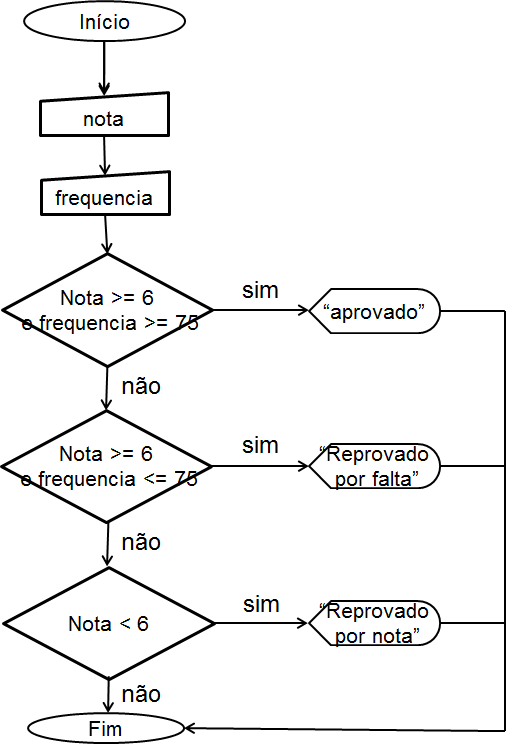 Início
nota
frequencia
Nota >= 6
e frequencia >= 75
sim
“aprovado”
não
Nota >= 6
e frequencia <= 75
sim
“Reprovado
por falta”
não
Nota < 6
sim
“Reprovado
por nota”
não
Fim